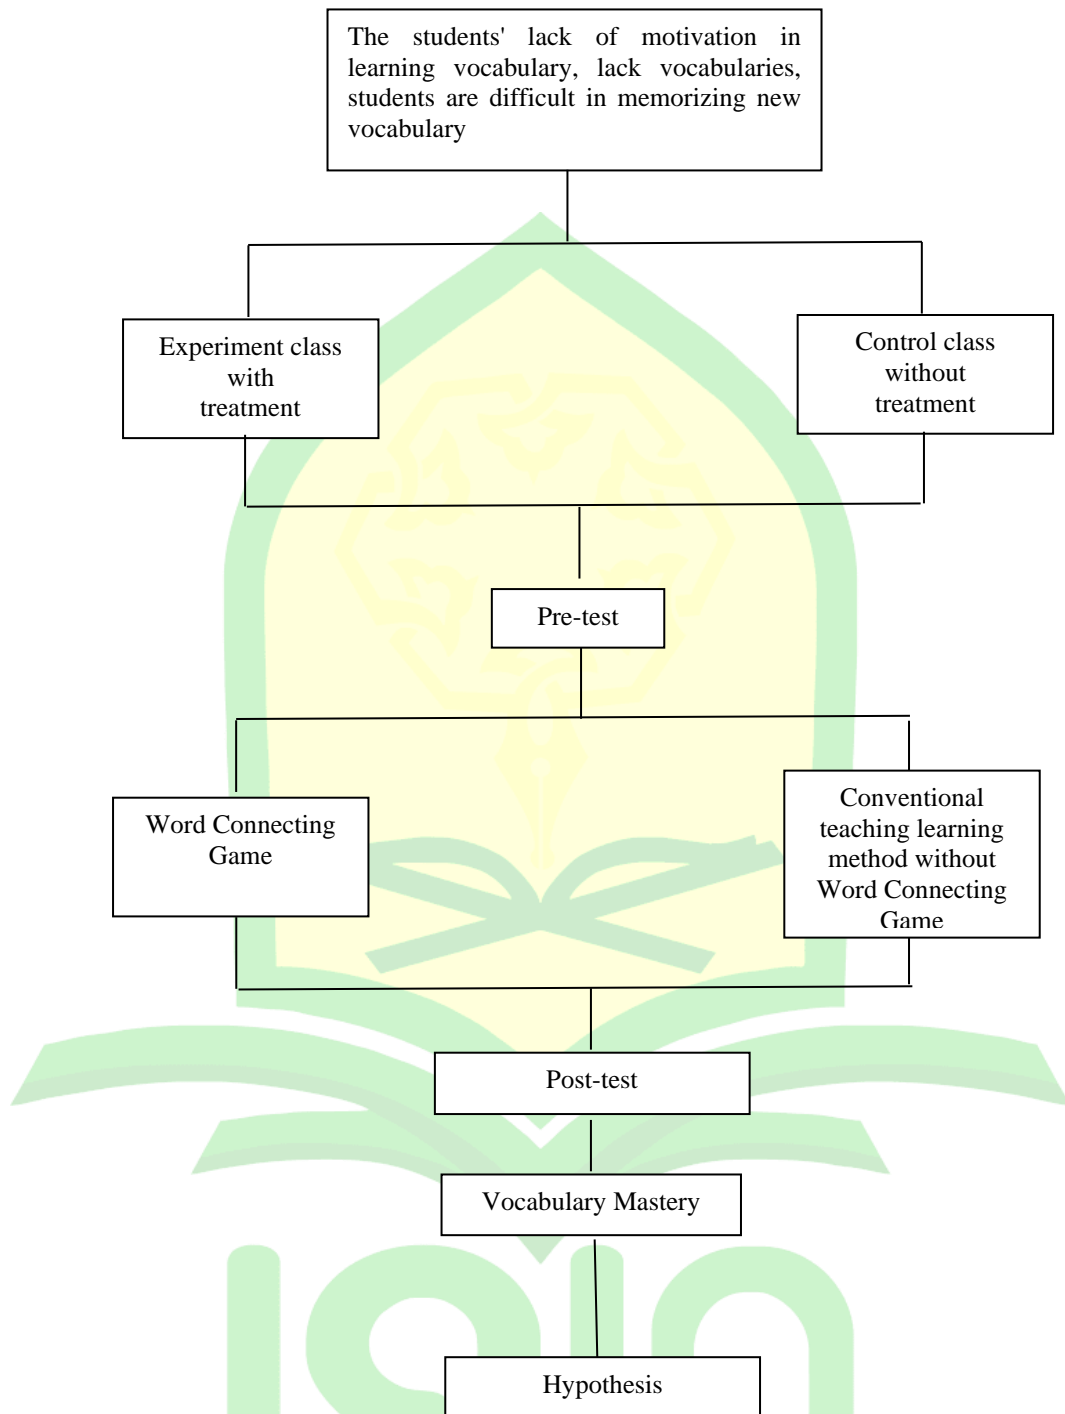 The students' lack of motivation in
learning vocabulary, lack vocabularies,
students are difficult in memorizing new
vocabulary
Experiment class
with
treatment
Control class
without
treatment
Pre-test
Word Connecting
Game
Conventional
teaching learning
method without
Word Connecting
Game
Post-test
Vocabulary Mastery
Hypothesis